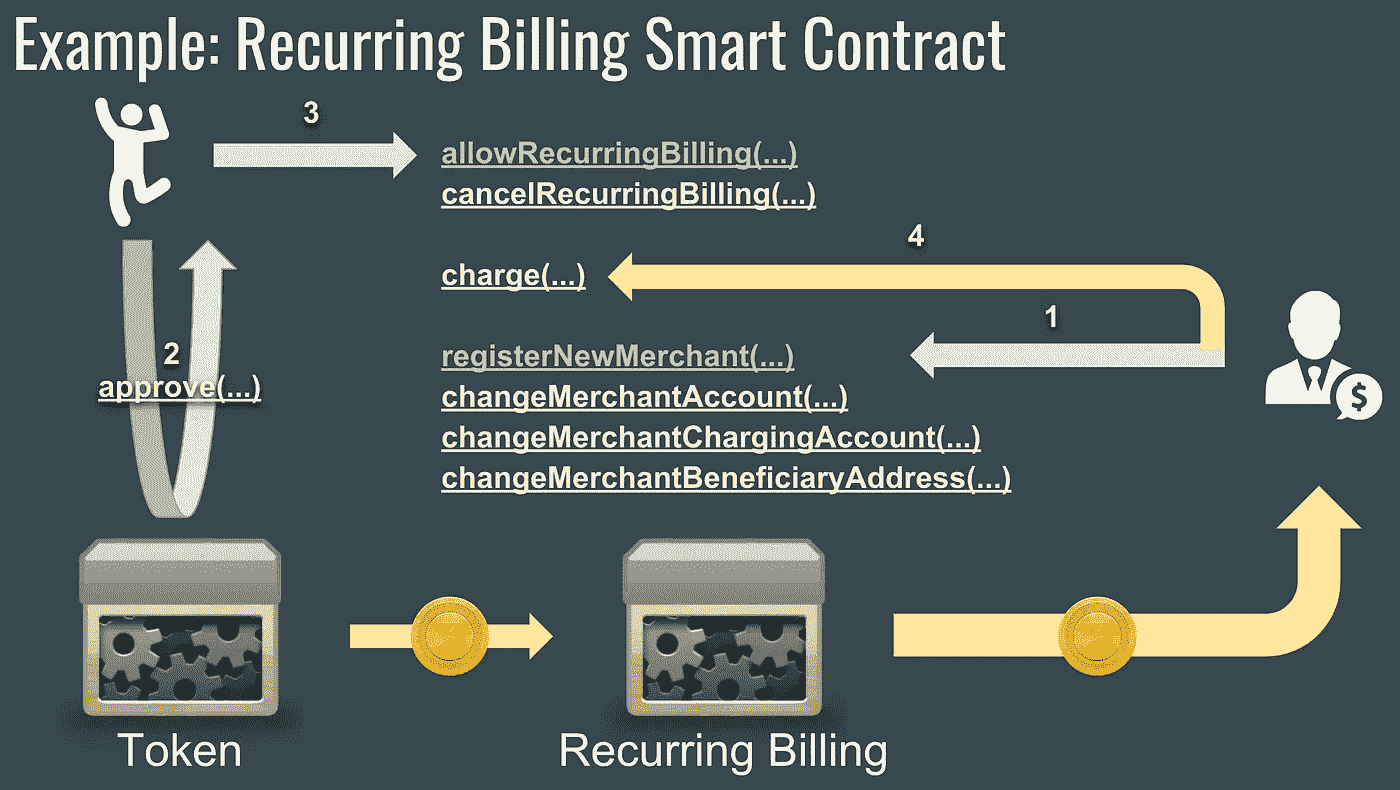 Example: Recurring Billing Smart Contract
3
allowRecurringBilling(...)
cancelRecurringBilling(...)
4
charge(...)
1
registerNewMerchant(...)
2
approve(...)
changeMerchantAccount(...)
changeMerchantChargingAccount(...)
changeMerchantBeneficiaryAddress(...)
$
Token
Recurring Billing